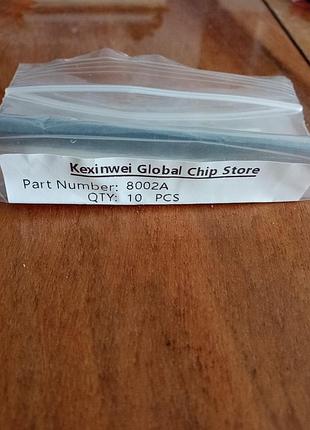 Kexinwei Global Chip Store
Part Number: 8002A
QTY: 10 PCS